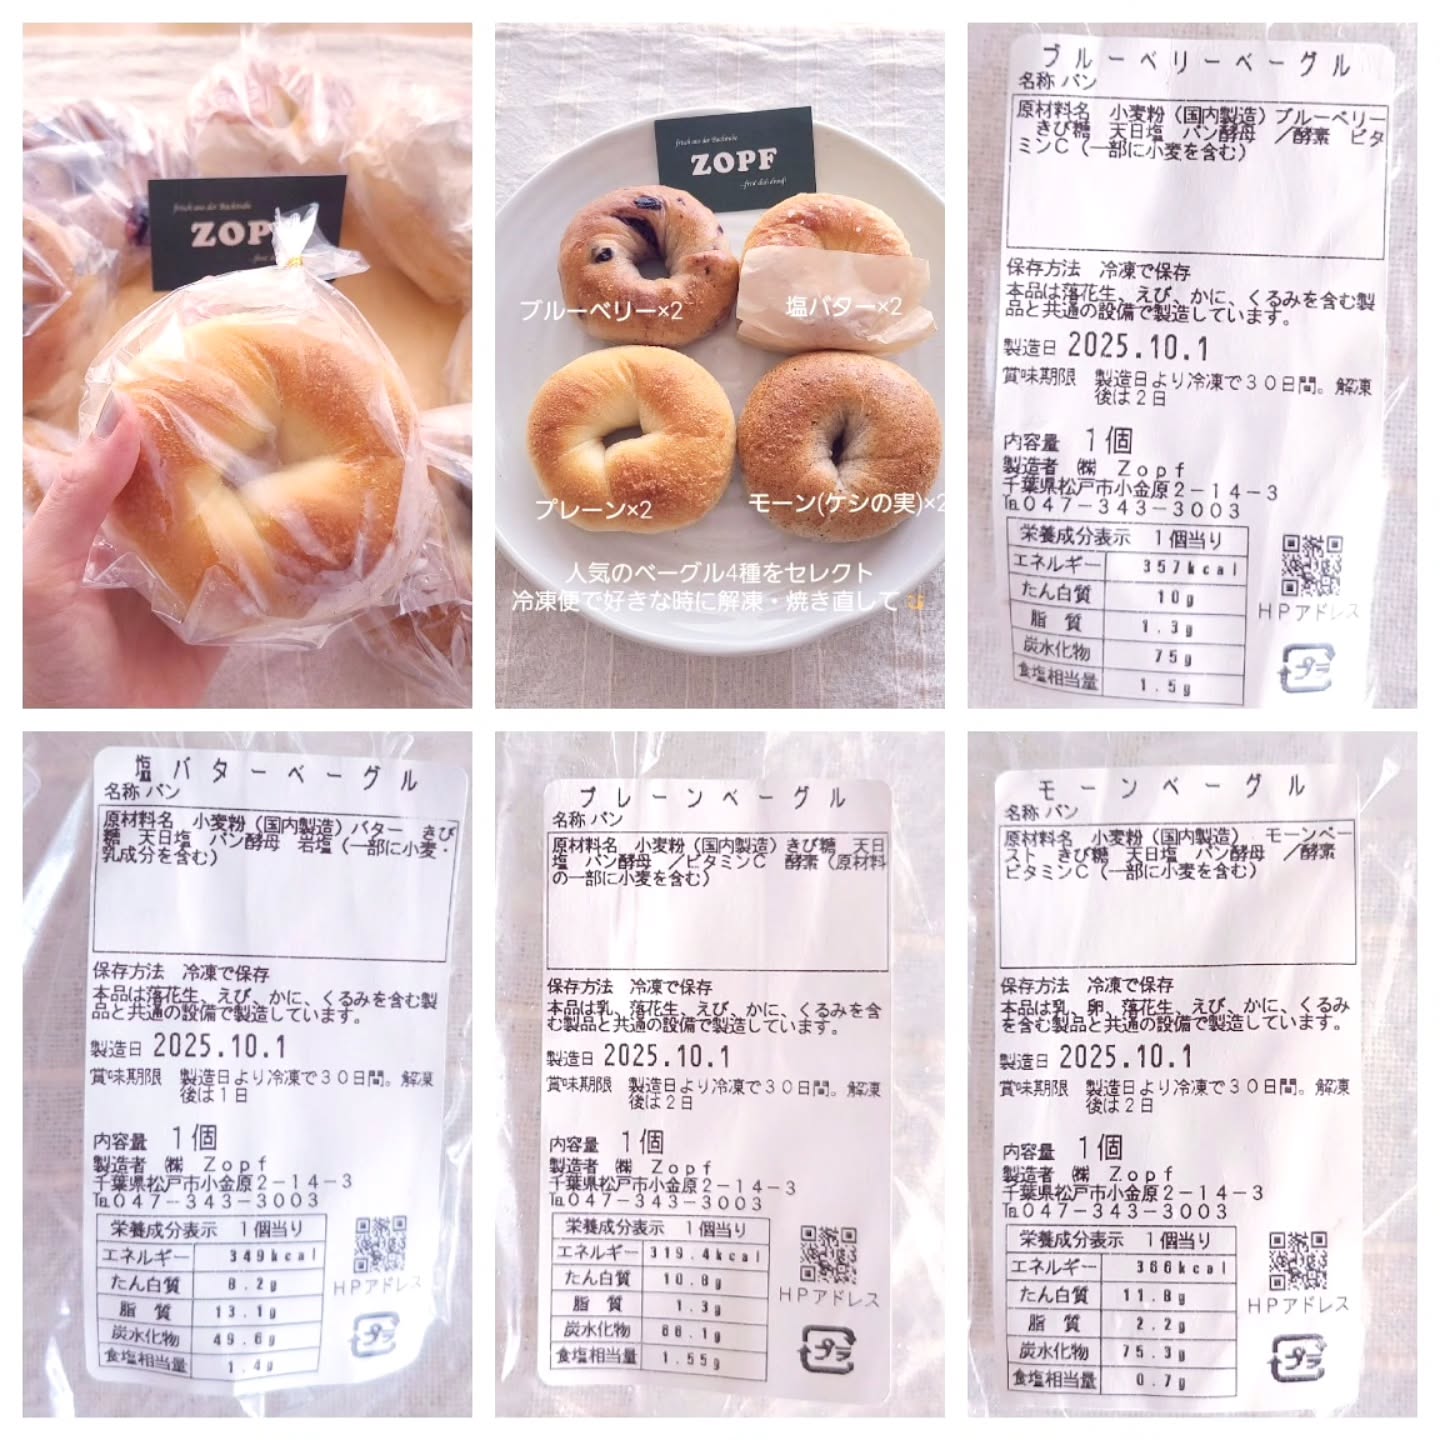 frisch aus der Backstube
ZOPF
frisch aus der Backstube
ZOPF
...freut dich drauf!
ブルーベリー×2
塩バター×2
プレーン×2
モーン(ケシの実)×2
人気のベーグル4種をセレクト
冷凍便で好きな時に解凍・焼き直して
ブルーベリーベーグル
名称 パン
原材料名 小麦粉(国内製造)ブルーベリー
きび糖 天日塩 パン酵母 /酵素 ビタ
ミンC(一部に小麦を含む)
保存方法 冷凍で保存
本品は落花生、えび、かに、くるみを含む製
品と共通の設備で製造しています。
製造日 2025.10.1
賞味期限 製造日より冷凍で30日間。解凍
後は2日
内容量 1個
製造者 ㈱ Zopf
千葉県松戸市小金原2-14-3
℡047-343-3003
栄養成分表示 1個当り
エネルギー 357kcal
たん白質 10g
脂 質 1.3g
炭水化物 75g
食塩相当量 1.5g
HPアドレス
プラ
塩バターベーグル
名称 パン
原材料名 小麦粉(国内製造)バター きび
糖 天日塩 パン酵母 岩塩(一部に小麦・
乳成分を含む)
保存方法 冷凍で保存
本品は落花生、えび、かに、くるみを含む製
品と共通の設備で製造しています。
製造日 2025.10.1
賞味期限 製造日より冷凍で30日間。解凍
後は1日
内容量 1個
製造者 ㈱ Zopf
千葉県松戸市小金原2-14-3
℡047-343-3003
栄養成分表示 1個当り
エネルギー 349kcal
たん白質 8.2g
脂 質 13.1g
炭水化物 49.6g
食塩相当量 1.4g
HPアドレス
プラ
プレーンベーグル
名称 パン
原材料名 小麦粉(国内製造)きび糖 天日
塩 パン酵母 /ビタミンC 酵素(原材料
の一部に小麦を含む)
保存方法 冷凍で保存
本品は乳、落花生、えび、かに、くるみを含
む製品と共通の設備で製造しています。
製造日 2025.10.1
賞味期限 製造日より冷凍で30日間。解凍
後は2日
内容量 1個
製造者 ㈱ Zopf
千葉県松戸市小金原2-14-3
℡047-343-3003
栄養成分表示 1個当り
エネルギー 319.4kcal
たん白質 10.8g
脂 質 1.3g
炭水化物 66.1g
食塩相当量 1.55g
HPアドレス
プラ
モーンベーグル
名称 パン
原材料名 小麦粉(国内製造) モーンペー
スト きび糖 天日塩 パン酵母 /酵素
ビタミンC(一部に小麦を含む)
保存方法 冷凍で保存
本品は乳、卵、落花生、えび、かに、くるみ
を含む製品と共通の設備で製造しています。
製造日 2025.10.1
賞味期限 製造日より冷凍で30日間。解凍
後は2日
内容量 1個
製造者 ㈱ Zopf
千葉県松戸市小金原2-14-3
℡047-343-3003
栄養成分表示 1個当り
エネルギー 366kcal
たん白質 11.8g
脂 質 2.2g
炭水化物 75.3g
食塩相当量 0.7g
HPアドレス
プラ